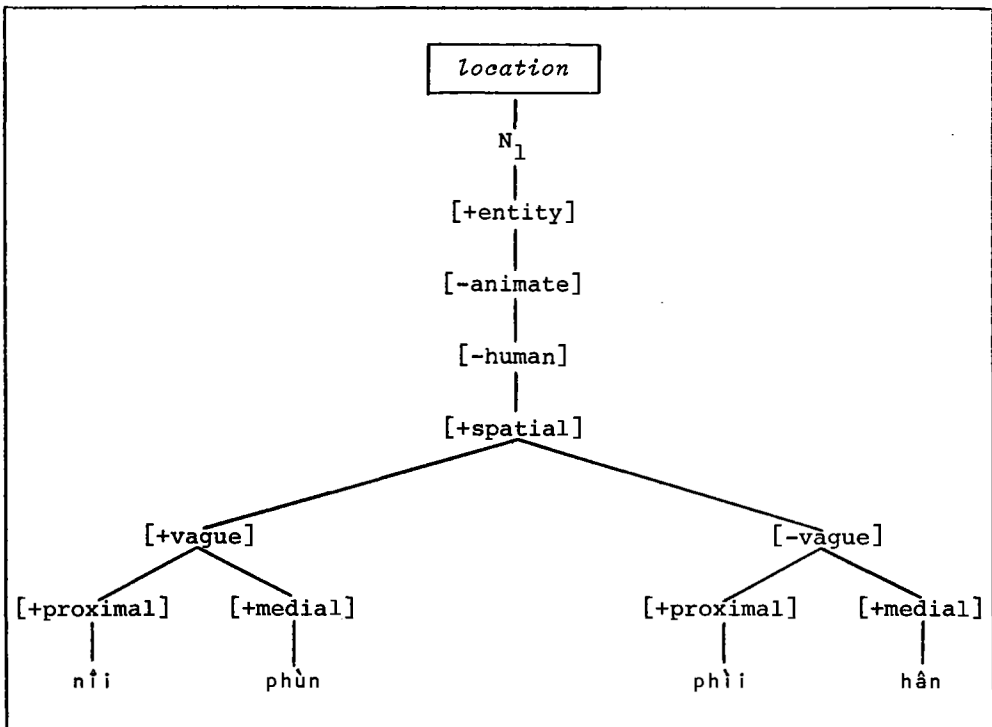 location
N1
[+entity]
[-animate]
[-human]
[+spatial]
[+vague] [-vague]
[+proximal] [+medial] [+proximal] [+medial]
nîi phùn phìi hân